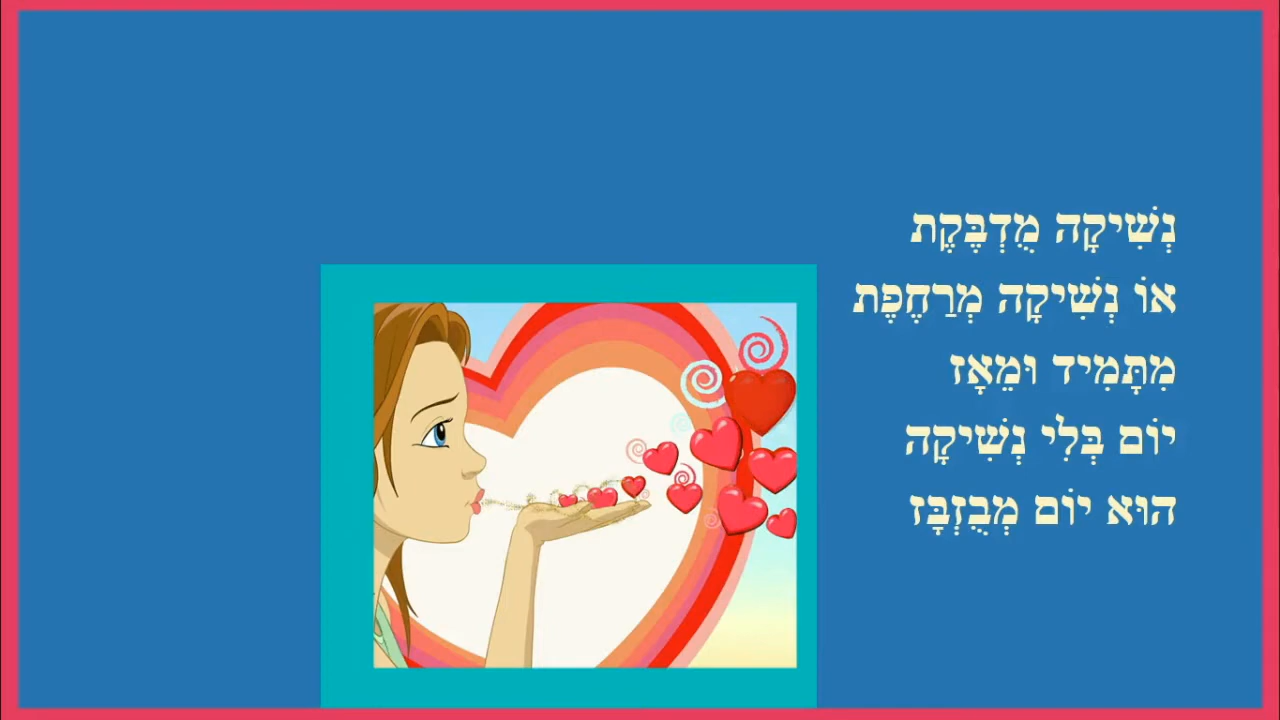 נְשִׁיקָה מֻדְבֶּקֶת
אוֹ נְשִׁיקָה מְרַחֶפֶת
מִתָּמִיד וּמֵאָז
יוֹם בְּלִי נְשִׁיקָה
הוּא יוֹם מְבֻזְבָּז